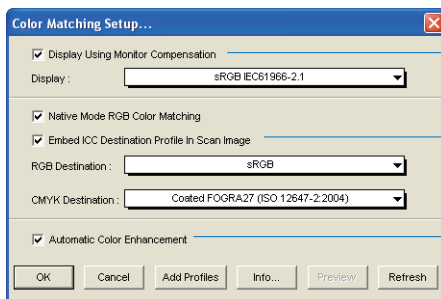 Color Matching Setup...
Display Using Monitor Compensation
Display : sRGB IEC61966-2.1
Native Mode RGB Color Matching
Embed ICC Destination Profile In Scan Image
RGB Destination : sRGB
CMYK Destination : Coated FOGRA27 (ISO 12647-2:2004)
Automatic Color Enhancement
OK Cancel Add Profiles Info... Preview Refresh